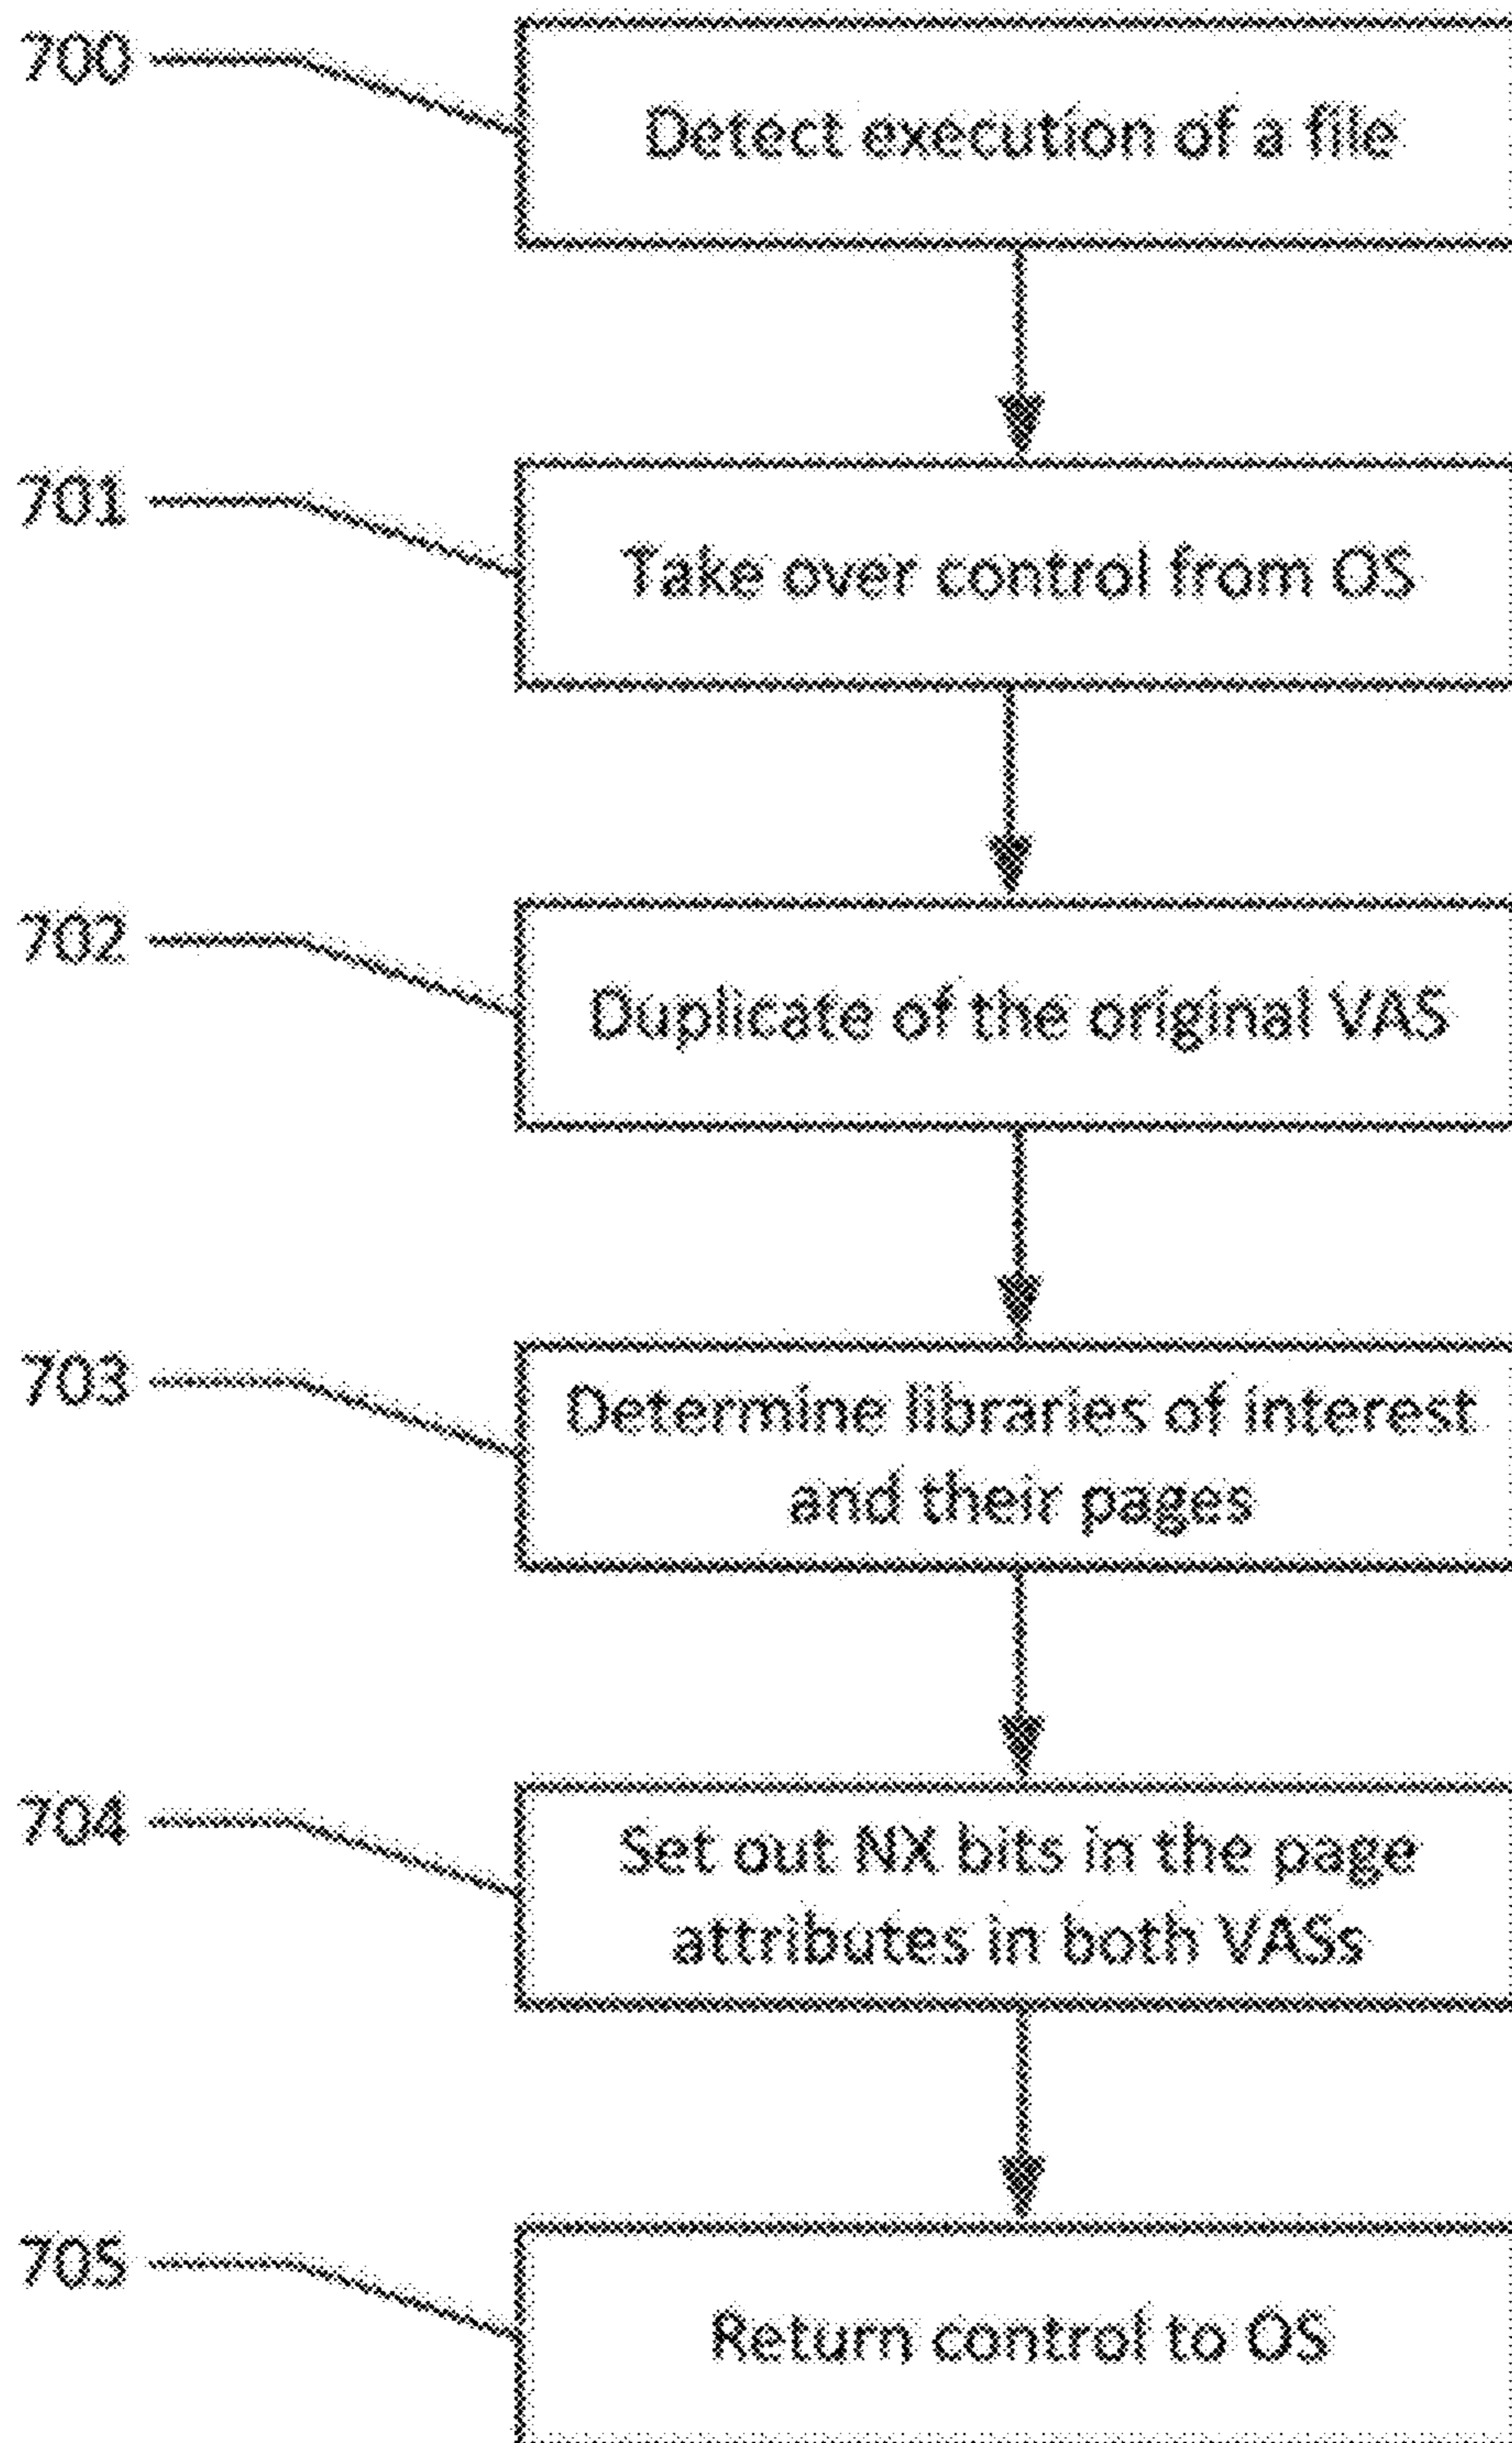 700
Detect execution of a file
701
Take over control from OS
702
Duplicate of the original VAS
703
Determine libraries of interest
and their pages
704
Set out NX bits in the page
attributes in both VASs
705
Return control to OS